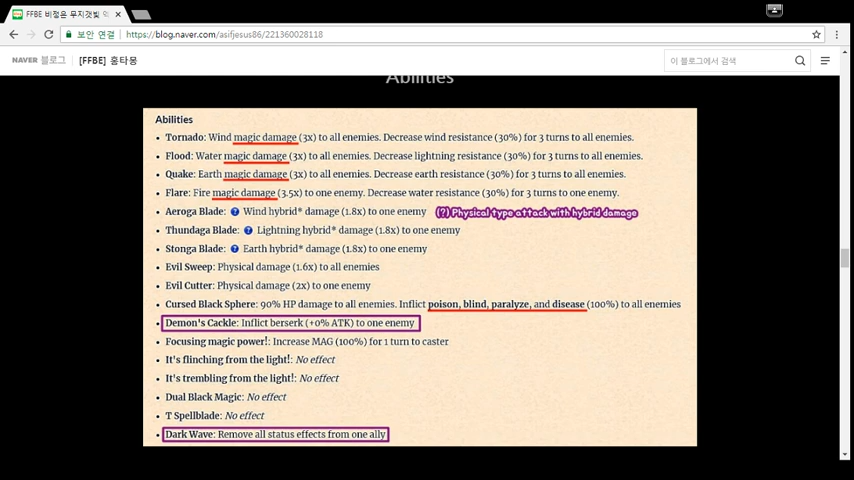 FFBE 비정은 무지갯빛
보안 연결 | https://blog.naver.com/asifjesus86/221360028118
NAVER 블로그 | [FFBE] 홍타몽
이 블로그에서 검색
Abilities
Abilities
• Tornado: Wind magic damage (3x) to all enemies. Decrease wind resistance (30%) for 3 turns to all enemies.
• Flood: Water magic damage (3x) to all enemies. Decrease lightning resistance (30%) for 3 turns to all enemies.
• Quake: Earth magic damage (3x) to all enemies. Decrease earth resistance (30%) for 3 turns to all enemies.
• Flare: Fire magic damage (3.5x) to one enemy. Decrease water resistance (30%) for 3 turns to one enemy.
• Aeroga Blade: ? Wind hybrid* damage (1.8x) to one enemy (?) Physical type attack with hybrid damage
• Thundaga Blade: ? Lightning hybrid* damage (1.8x) to one enemy
• Stonga Blade: ? Earth hybrid* damage (1.8x) to one enemy
• Evil Sweep: Physical damage (1.6x) to all enemies
• Evil Cutter: Physical damage (2x) to one enemy
• Cursed Black Sphere: 90% HP damage to all enemies. Inflict poison, blind, paralyze, and disease (100%) to all enemies
• Demon's Cackle: Inflict berserk (+0% ATK) to one enemy
• Focusing magic power!: Increase MAG (100%) for 1 turn to caster
• It's flinching from the light!: No effect
• It's trembling from the light!: No effect
• Dual Black Magic: No effect
• T Spellblade: No effect
• Dark Wave: Remove all status effects from one ally